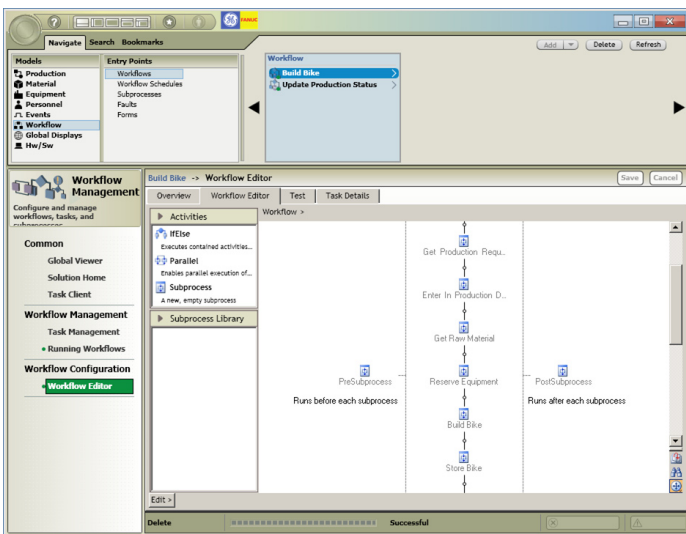 FANUC
Navigate Search Bookmarks
Add Delete Refresh
Models
Production
Material
Equipment
Personnel
Events
Workflow
Global Displays
Hw/Sw
Entry Points
Workflows
Workflow Schedules
Subprocesses
Faults
Forms
Workflow
Build Bike
Update Production Status
Workflow Management
Configure and manage
workflows, tasks, and
Common
Global Viewer
Solution Home
Task Client
Workflow Management
Task Management
Running Workflows
Workflow Configuration
Workflow Editor
Build Bike -> Workflow Editor
Save Cancel
Overview Workflow Editor Test Task Details
Activities
IfElse
Executes contained activities...
Parallel
Enables parallel execution of...
Subprocess
A new, empty subprocess
Subprocess Library
Workflow >
Get Production Requ..
Enter In Production D...
Get Raw Material
PreSubprocess
Reserve Equipment
PostSubprocess
Runs before each subprocess
Runs after each subprocess
Build Bike
Store Bike
Edit >
Delete Successful